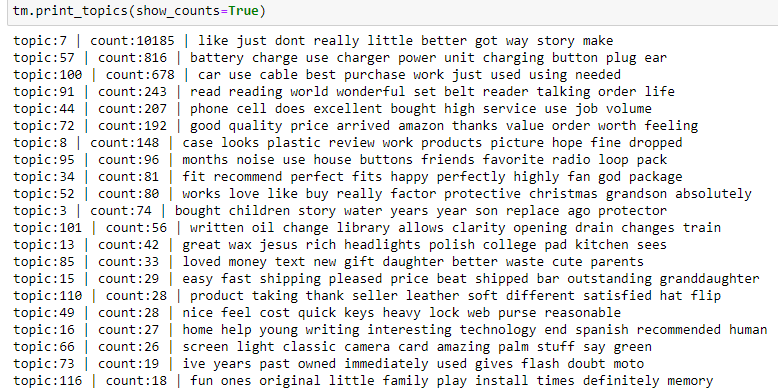 tm.print_topics(show_counts=True)
topic:7 | count:10185 | like just dont really little better got way story make
topic:57 | count:816 | battery charge use charger power unit charging button plug ear
topic:100 | count:678 | car use cable best purchase work just used using needed
topic:91 | count:243 | read reading world wonderful set belt reader talking order life
topic:44 | count:207 | phone cell does excellent bought high service use job volume
topic:72 | count:192 | good quality price arrived amazon thanks value order worth feeling
topic:8 | count:148 | case looks plastic review work products picture hope fine dropped
topic:95 | count:96 | months noise use house buttons friends favorite radio loop pack
topic:34 | count:81 | fit recommend perfect fits happy perfectly highly fan god package
topic:52 | count:80 | works love like buy really factor protective christmas grandson absolutely
topic:3 | count:74 | bought children story water years year son replace ago protector
topic:101 | count:56 | written oil change library allows clarity opening drain changes train
topic:13 | count:42 | great wax jesus rich headlights polish college pad kitchen sees
topic:85 | count:33 | loved money text new gift daughter better waste cute parents
topic:15 | count:29 | easy fast shipping pleased price beat shipped bar outstanding granddaughter
topic:110 | count:28 | product taking thank seller leather soft different satisfied hat flip
topic:49 | count:28 | nice feel cost quick keys heavy lock web purse reasonable
topic:16 | count:27 | home help young writing interesting technology end spanish recommended human
topic:66 | count:26 | screen light classic camera card amazing palm stuff say green
topic:73 | count:19 | ive years past owned immediately used gives flash doubt moto
topic:116 | count:18 | fun ones original little family play install times definitely memory